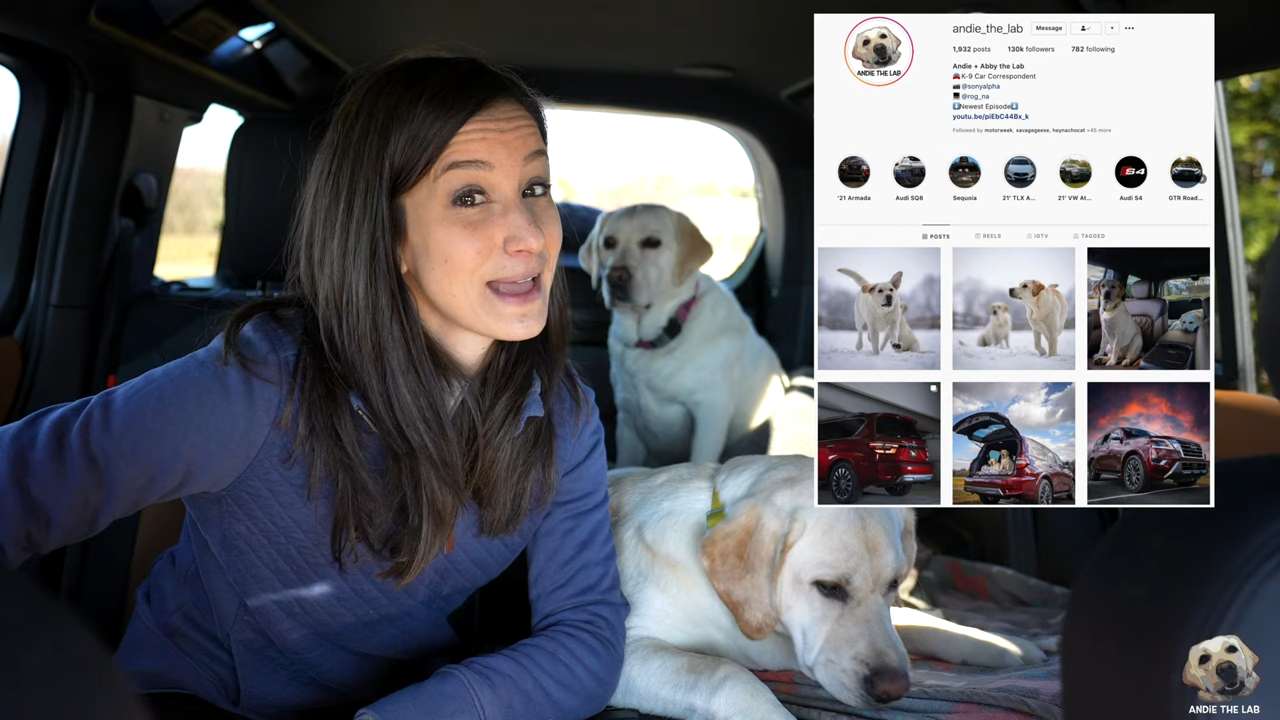 andie_the_lab Message
ANDIE THE LAB
1,932 posts 130k followers 782 following
Andie + Abby the Lab
K-9 Car Correspondent
@sonyalpha
@rog_na
Newest Episode
youtu.be/piEbC44Bx_k
Followed by motorweek, savagegeese, heynachocat +46 more
S4
'21 Armada Audi SQ8 Sequoia 21' TLX A... 21' VW At... Audi S4 GTR Road...
POSTS REELS IGTV TAGGED
ANDIE THE LAB